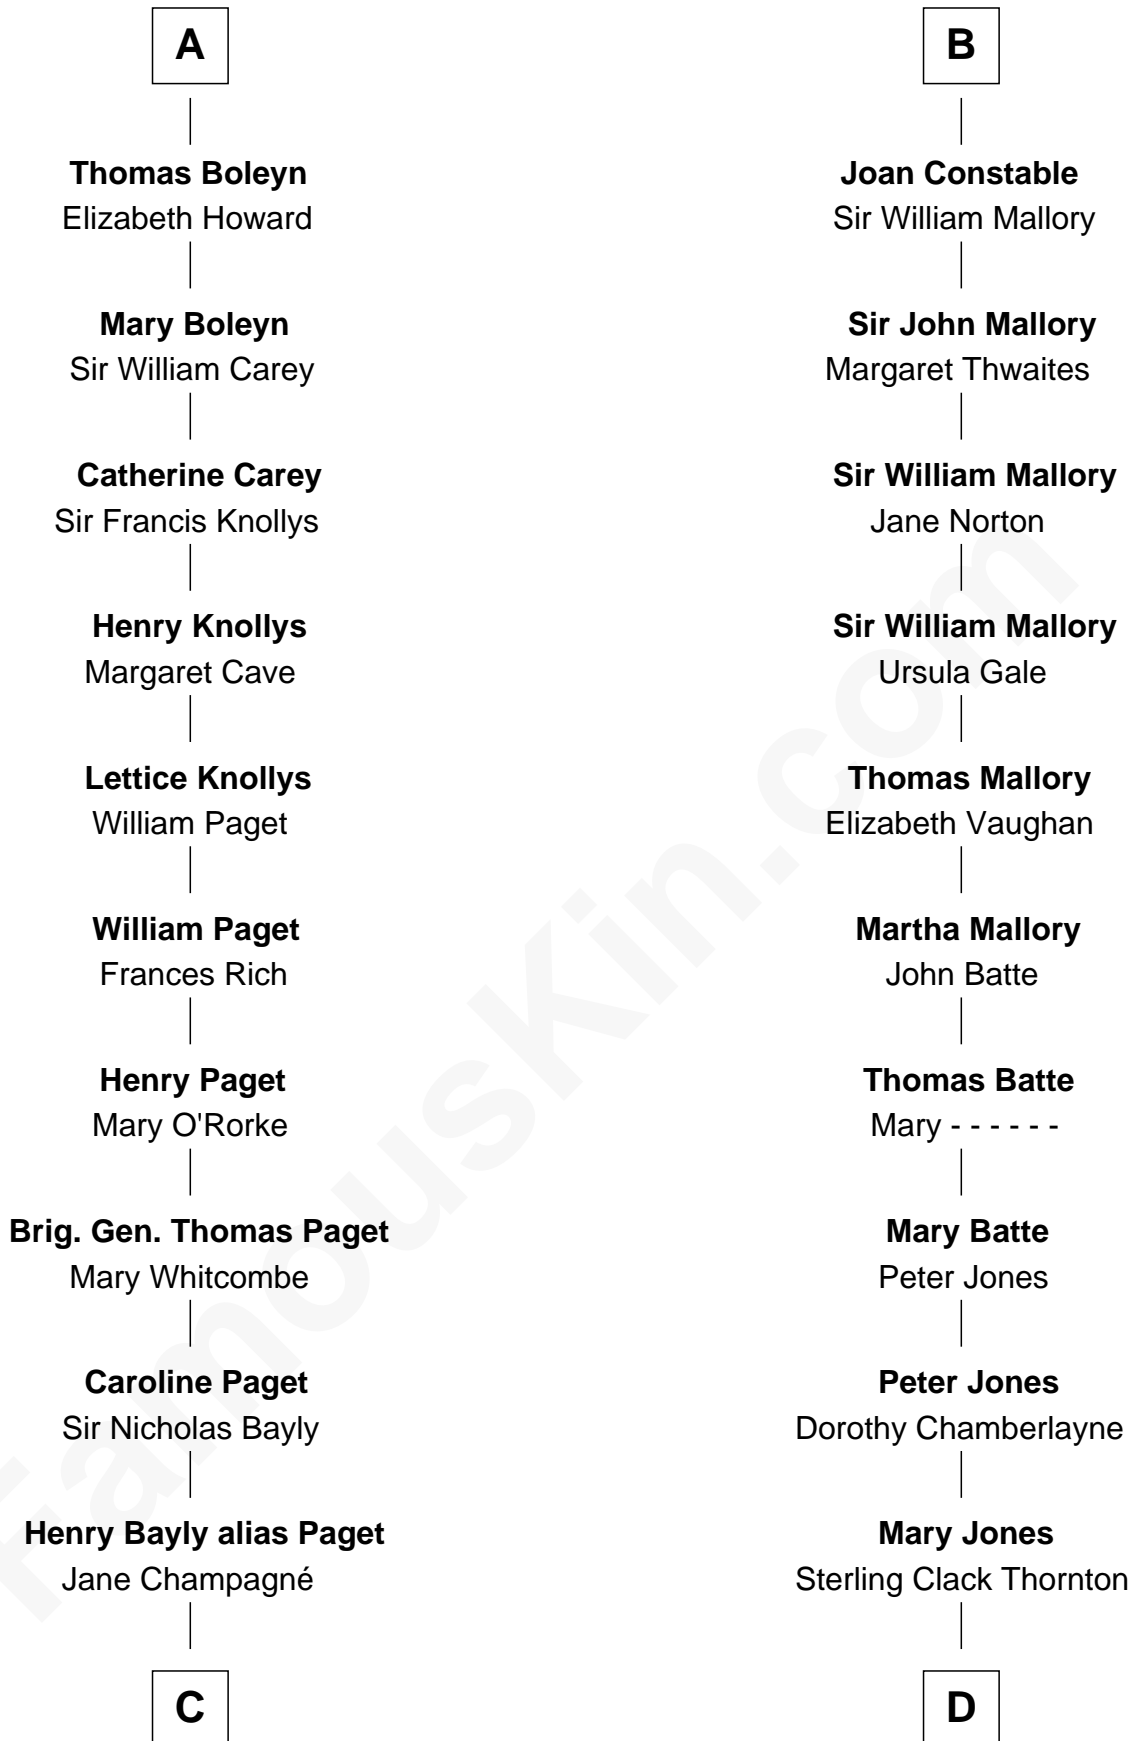 A
Thomas Boleyn
Elizabeth Howard
Mary Boleyn
Sir William Carey
Catherine Carey
Sir Francis Knollys
Henry Knollys
Margaret Cave
Lettice Knollys
William Paget
William Paget
Frances Rich
Henry Paget
Mary O'Rorke
Brig. Gen. Thomas Paget
Mary Whitcombe
Caroline Paget
Sir Nicholas Bayly
Henry Bayly alias Paget
Jane Champagné
C
B
Joan Constable
Sir William Mallory
Sir John Mallory
Margaret Thwaites
Sir William Mallory
Jane Norton
Sir William Mallory
Ursula Gale
Thomas Mallory
Elizabeth Vaughan
Martha Mallory
John Batte
Thomas Batte
Mary - - - - - -
Mary Batte
Peter Jones
Peter Jones
Dorothy Chamberlayne
Mary Jones
Sterling Clack Thornton
D
FamousKin.com